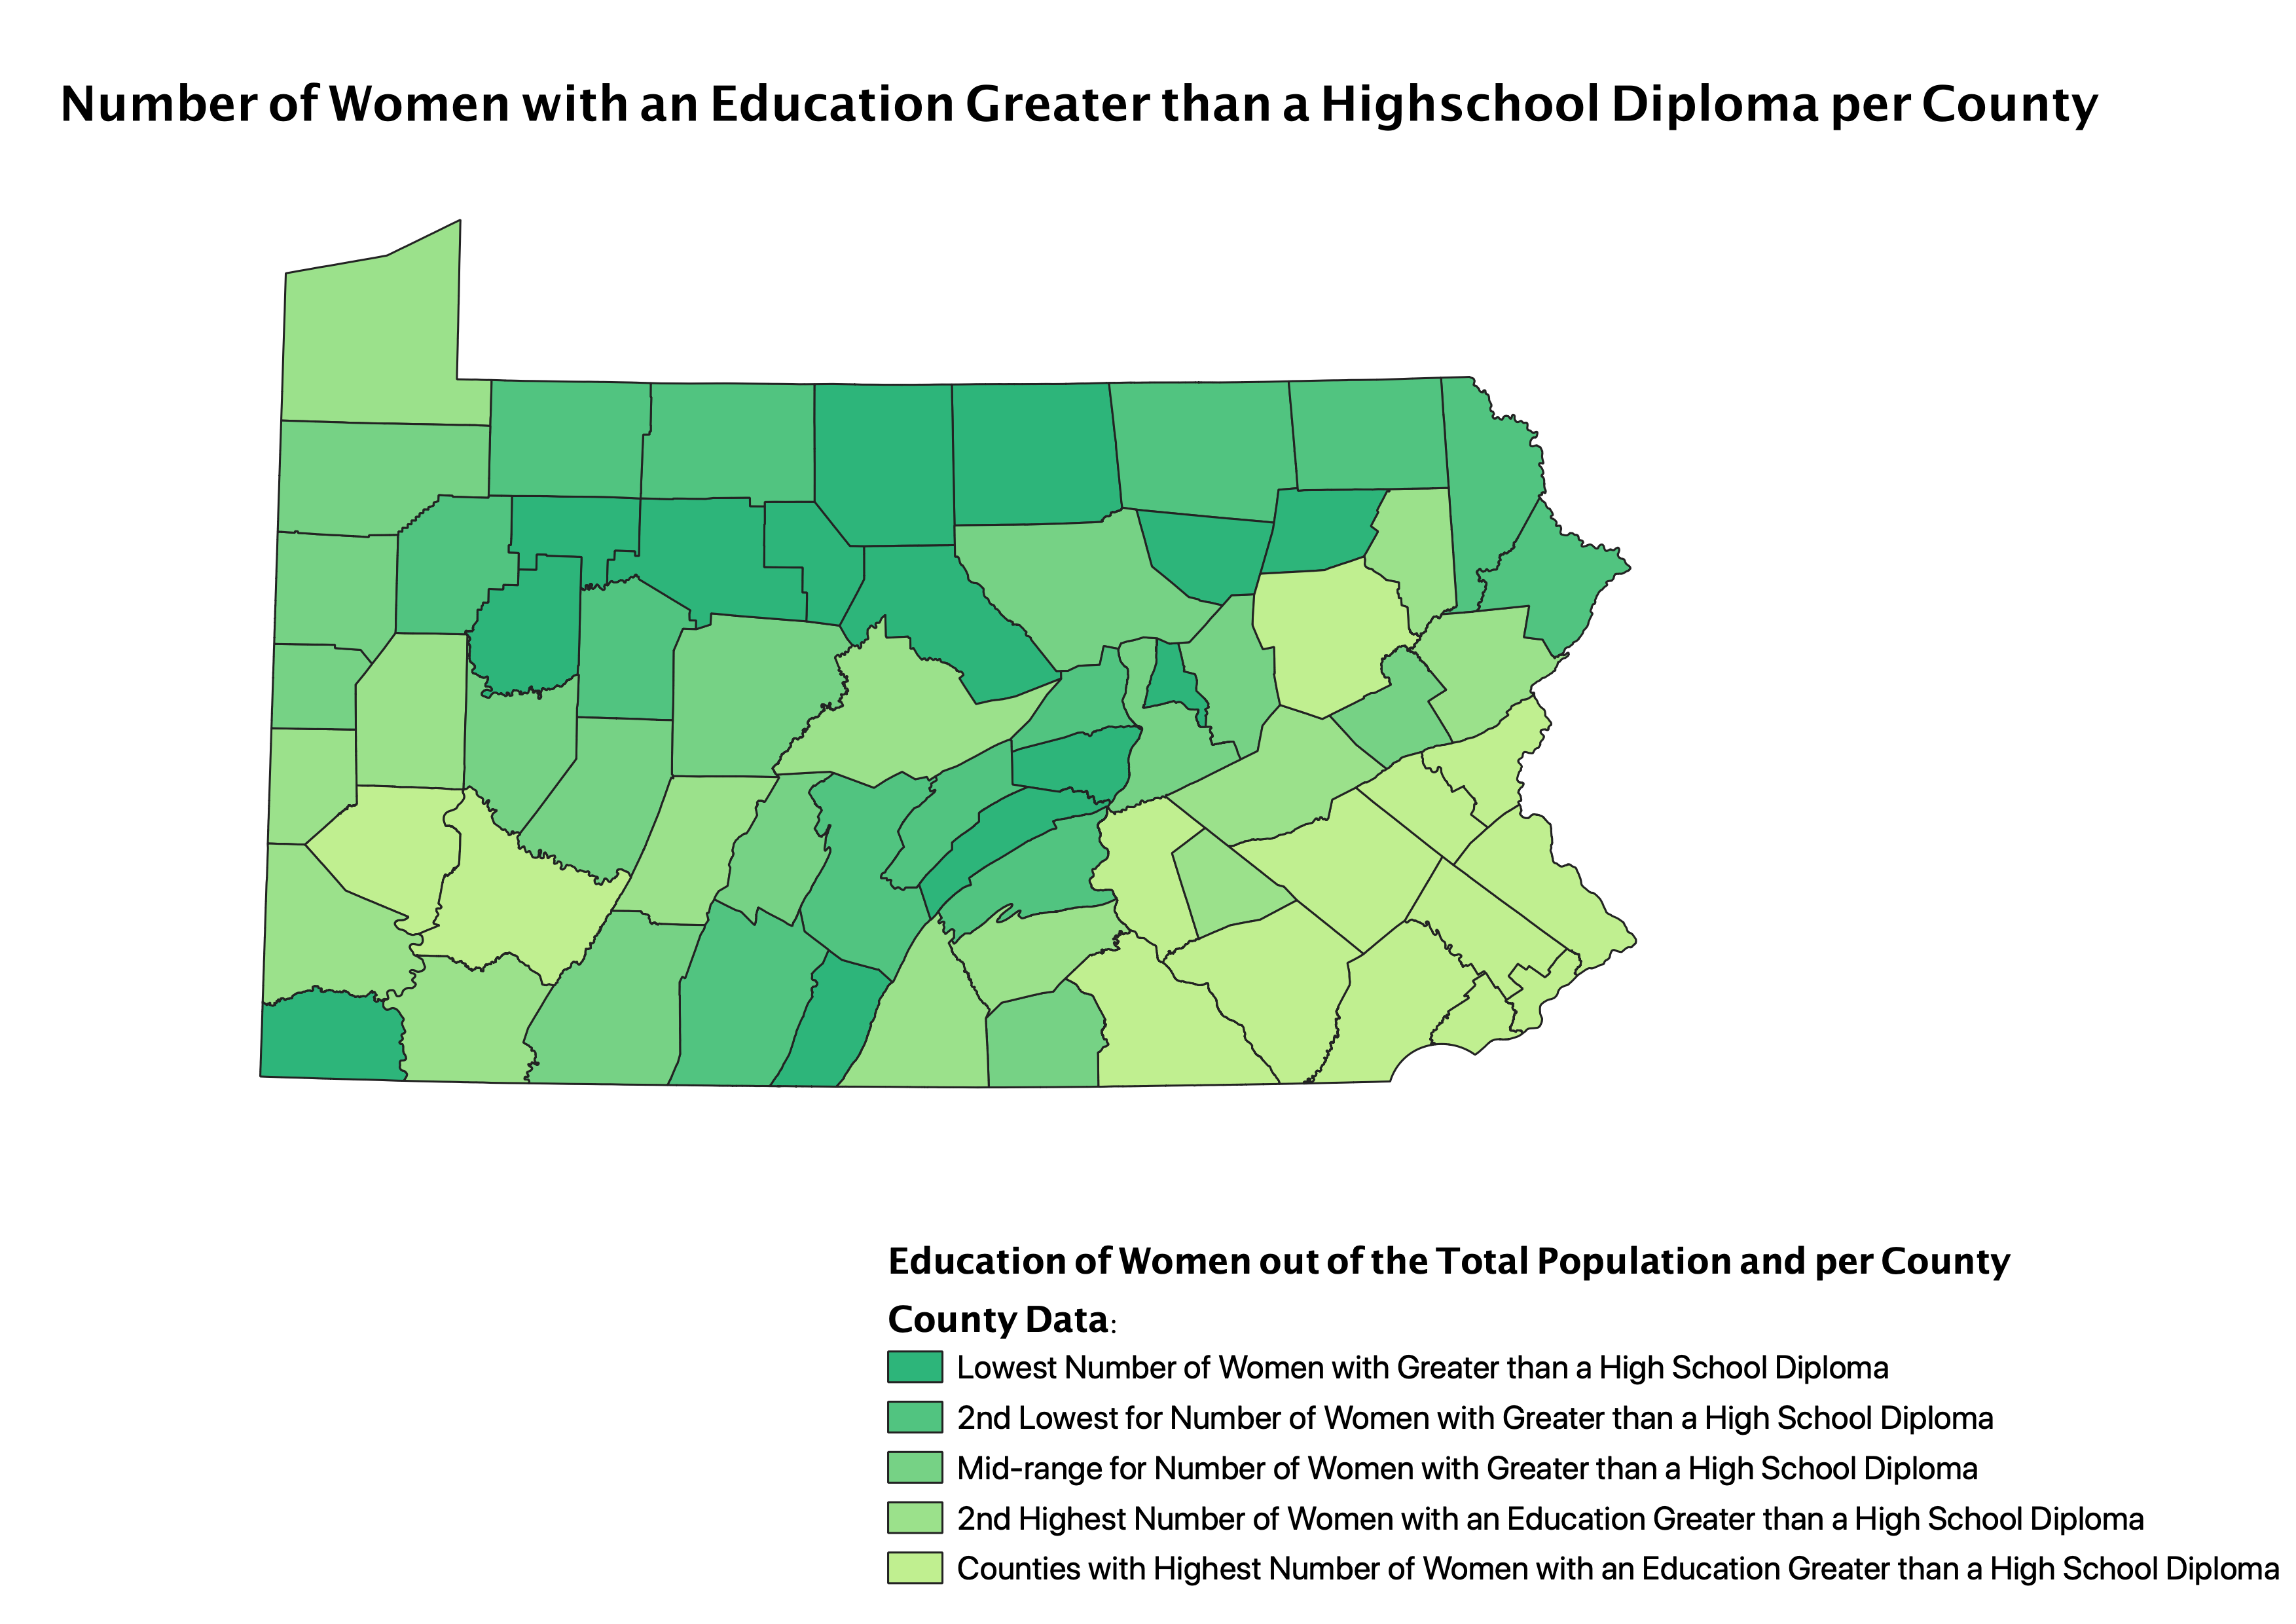 Number of Women with an Education Greater than a Highschool Diploma per County
Education of Women out of the Total Population and per County
County Data:
Lowest Number of Women with Greater than a High School Diploma
2nd Lowest for Number of Women with Greater than a High School Diploma
Mid-range for Number of Women with Greater than a High School Diploma
2nd Highest Number of Women with an Education Greater than a High School Diploma
Counties with Highest Number of Women with an Education Greater than a High School Diploma